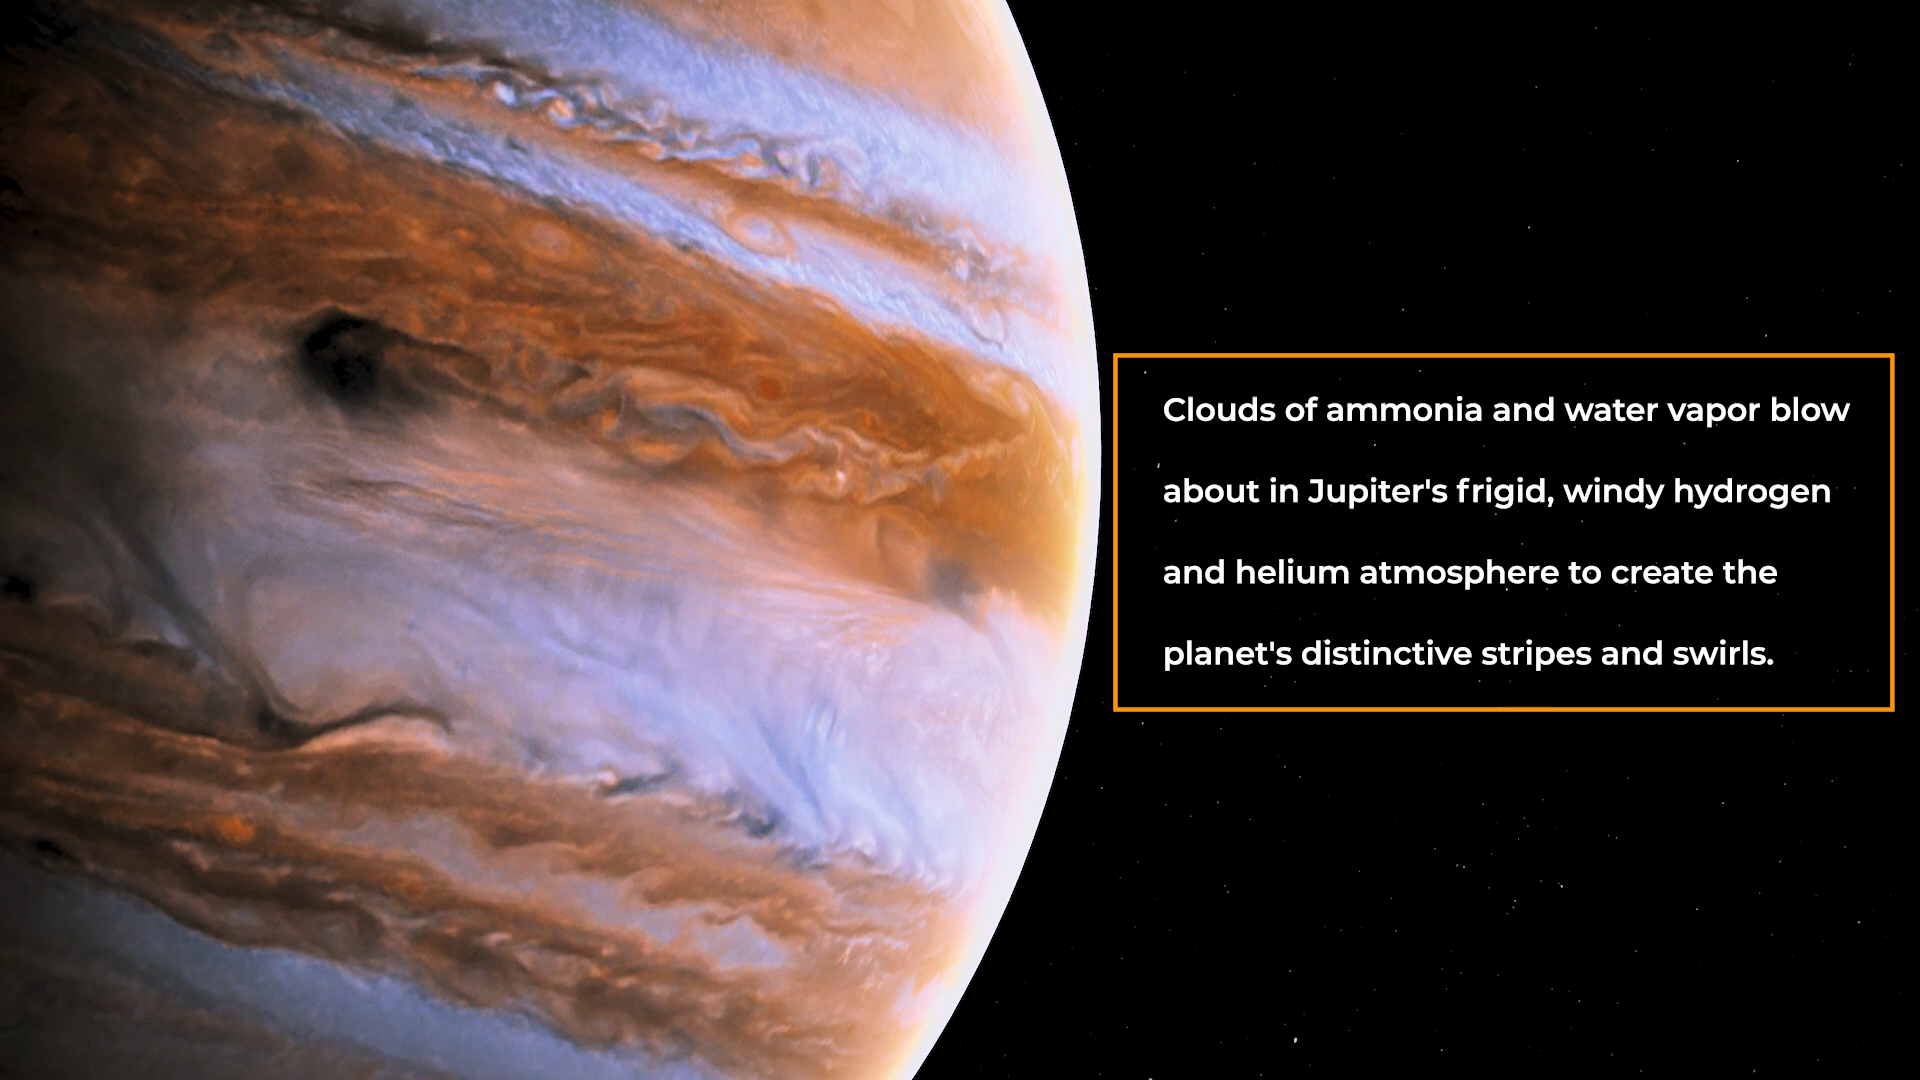 Clouds of ammonia and water vapor blow
about in Jupiter's frigid, windy hydrogen
and helium atmosphere to create the
planet's distinctive stripes and swirls.